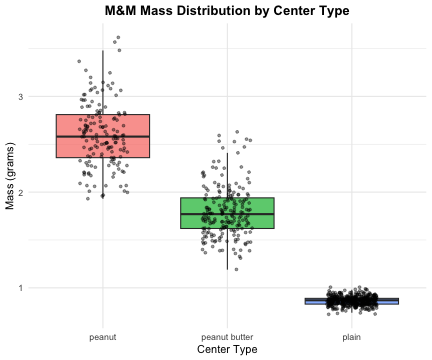 M&M Mass Distribution by Center Type
Mass (grams)
3
2
1
peanut
peanut butter
plain
Center Type